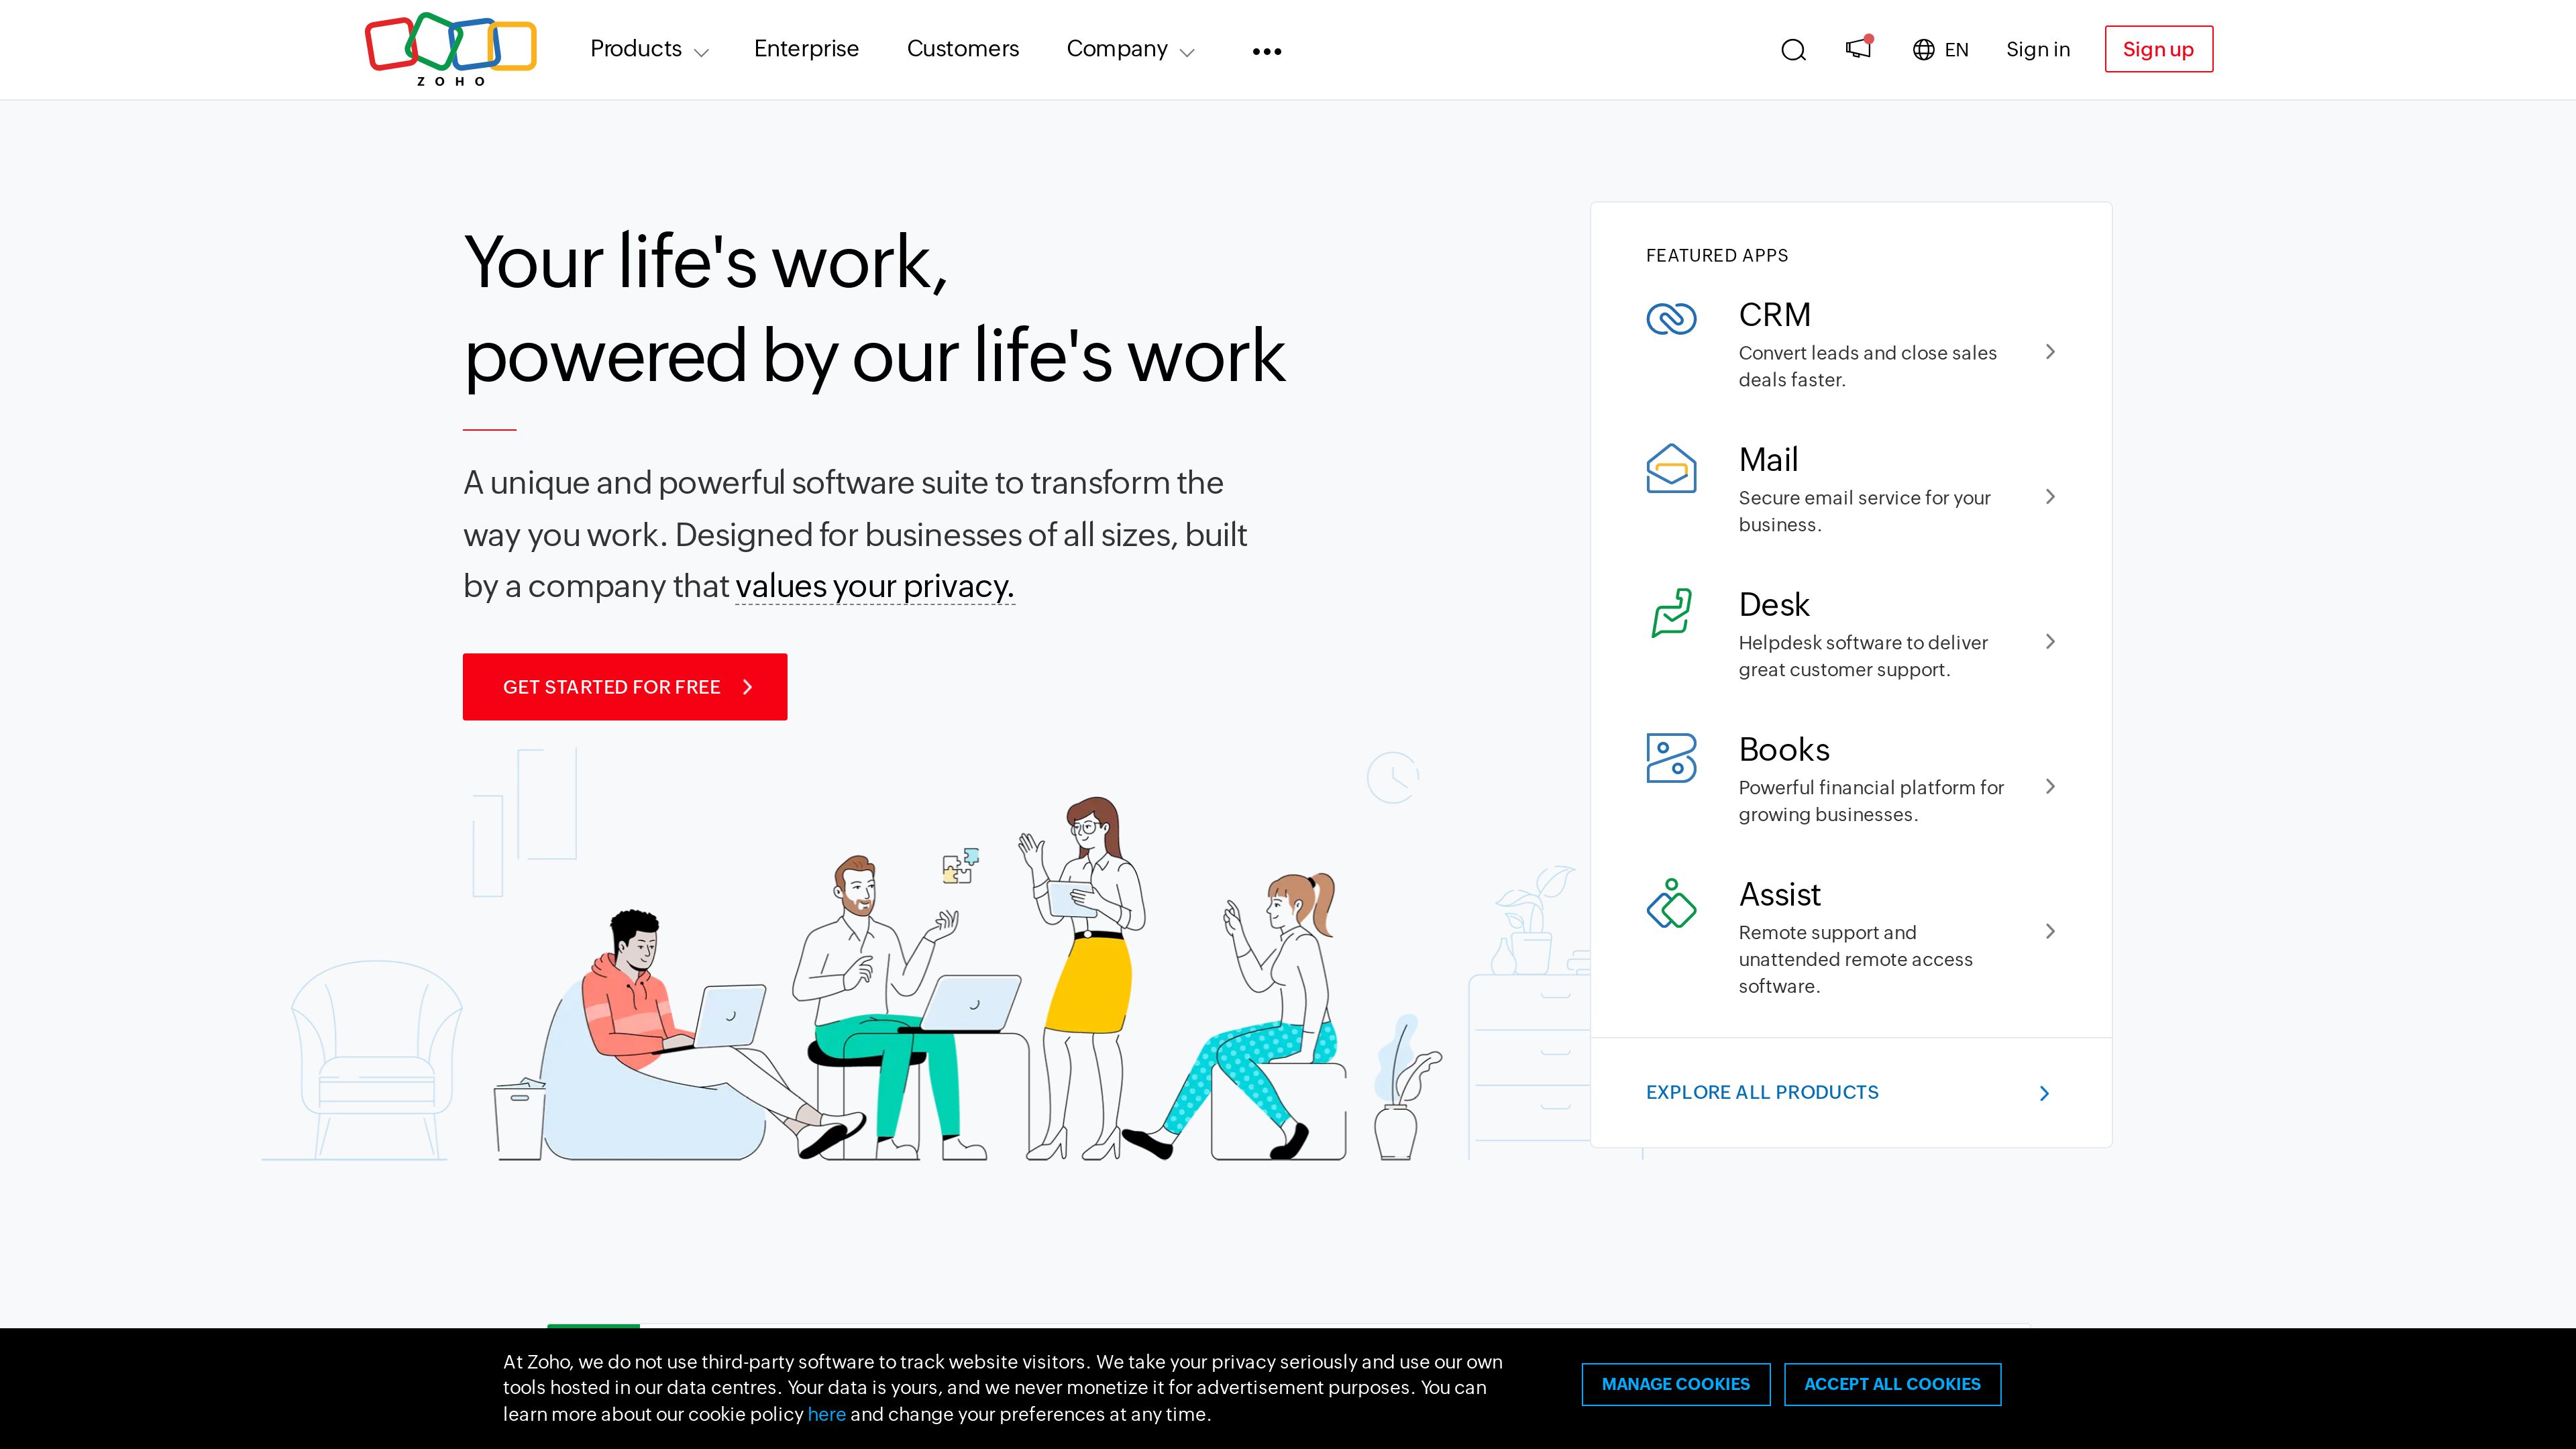 ZOHO
Products
Enterprise
Customers
Company
EN
Sign in
Sign up
Your life's work,
powered by our life's work
A unique and powerful software suite to transform the
way you work. Designed for businesses of all sizes, built
by a company that values your privacy.
GET STARTED FOR FREE
FEATURED APPS
CRM
Convert leads and close sales
deals faster.
Mail
Secure email service for your
business.
Desk
Helpdesk software to deliver
great customer support.
Books
Powerful financial platform for
growing businesses.
Assist
Remote support and
unattended remote access
software.
EXPLORE ALL PRODUCTS
At Zoho, we do not use third-party software to track website visitors. We take your privacy seriously and use our own
tools hosted in our data centres. Your data is yours, and we never monetize it for advertisement purposes. You can
learn more about our cookie policy here and change your preferences at any time.
MANAGE COOKIES
ACCEPT ALL COOKIES